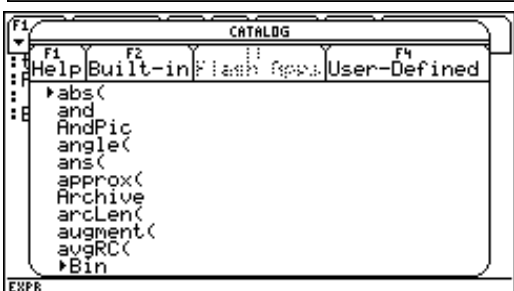 F1
CATALOG
F1 F2 F4
Help Built-in Flash Apps User-Defined
▸abs(
and
AndPic
angle(
ans(
approx(
Archive
arcLen(
augment(
avgRC(
▸Bin
EXPR